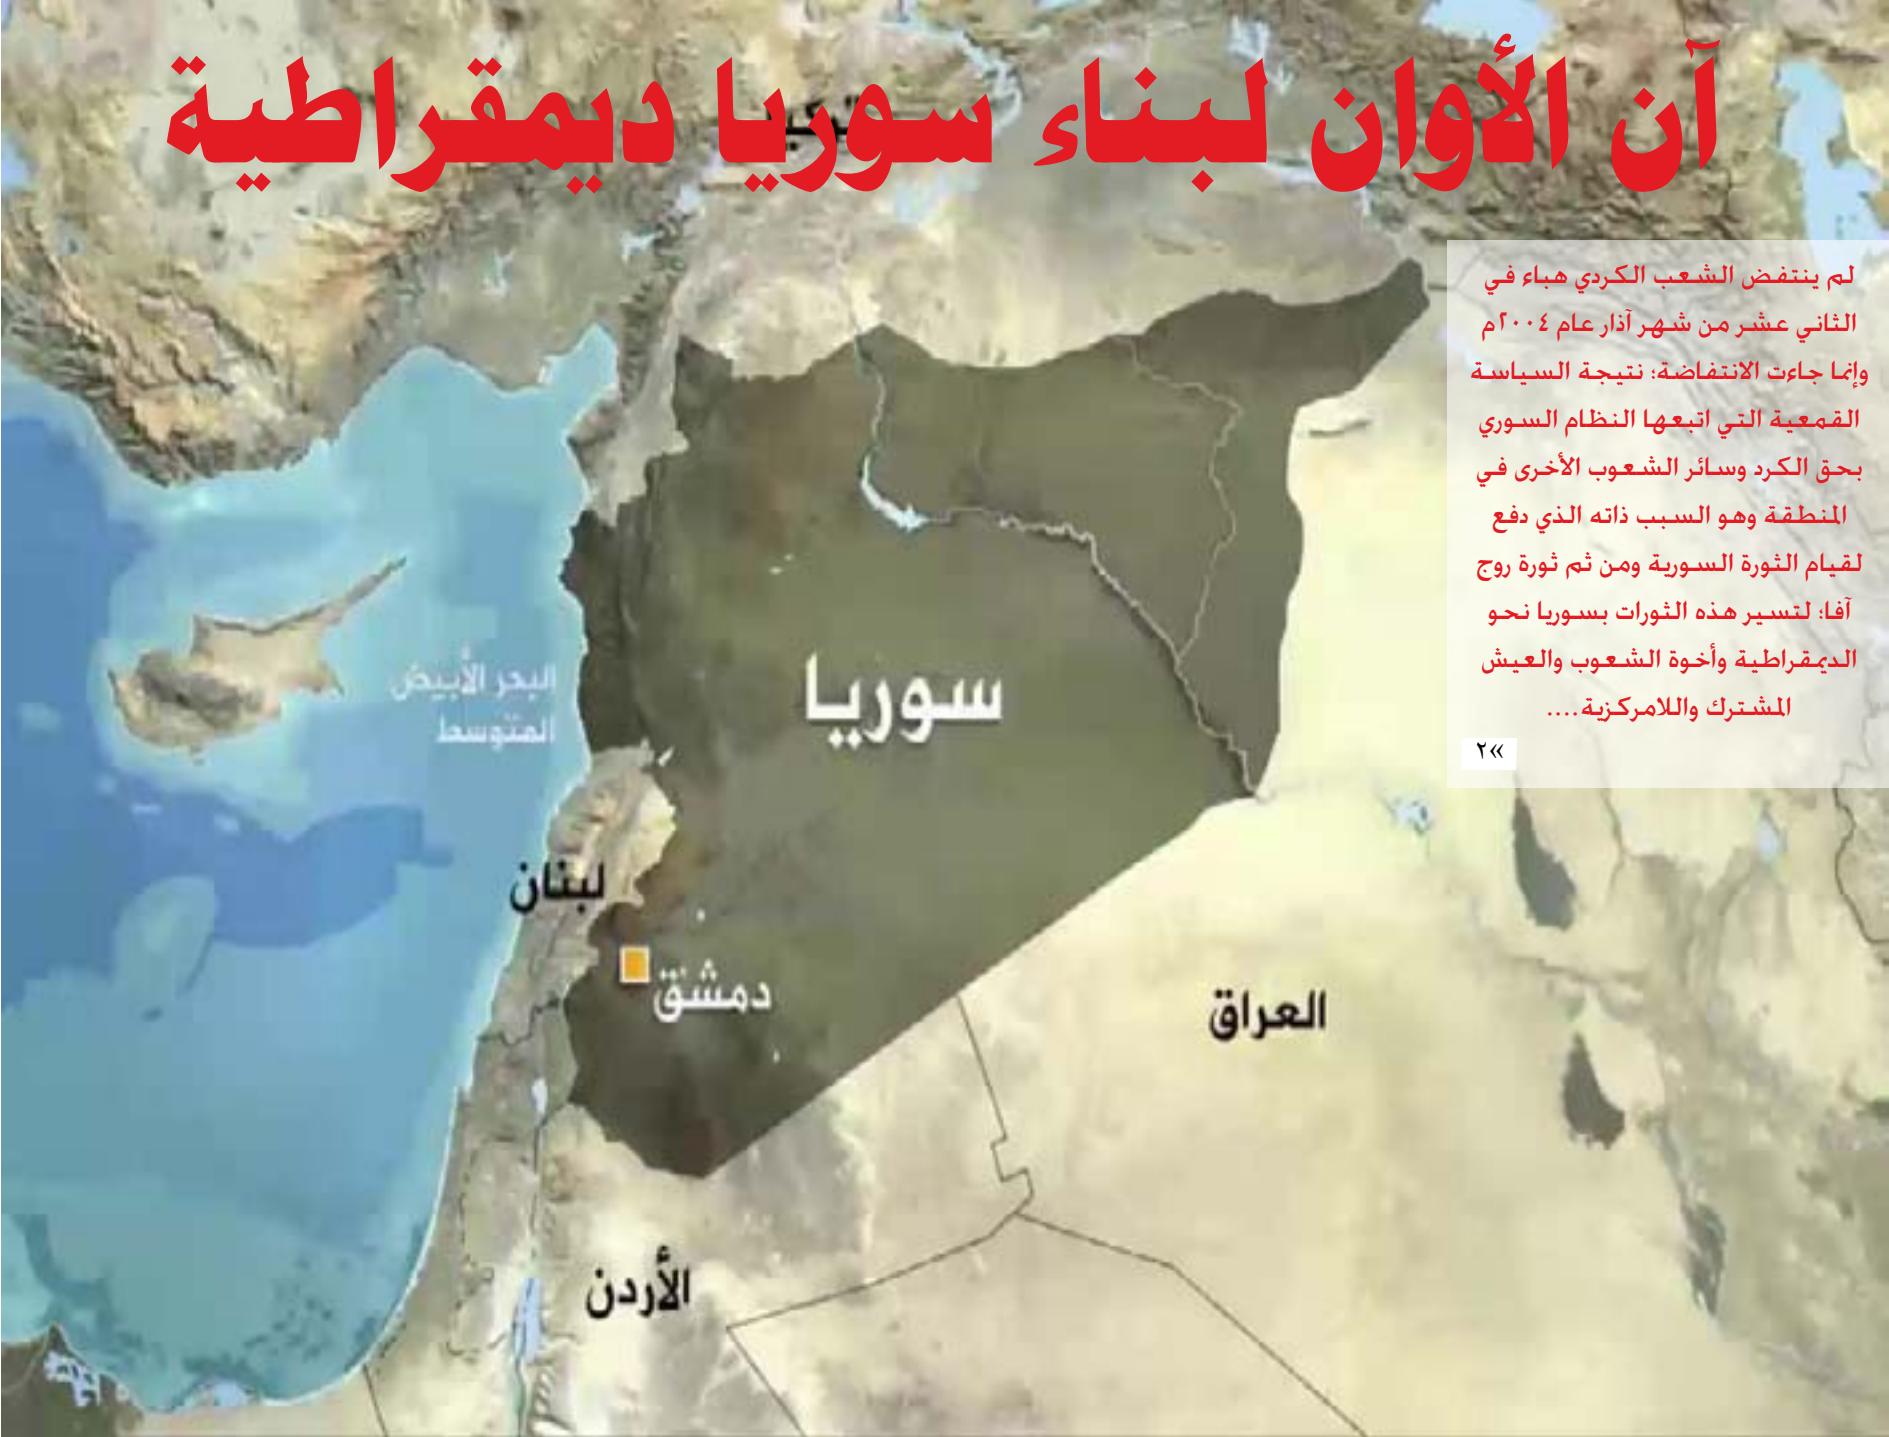 آن الأوان لبناء سوريا ديمقراطية
تركيا
لم ينتفض الشعب الكردي هباء في
الثاني عشر من شهر آذار عام ٢٠٠٤م
وإنما جاءت الانتفاضة؛ نتيجة السياسة
القمعية التي اتبعها النظام السوري
بحق الكرد وسائر الشعوب الأخرى في
المنطقة وهو السبب ذاته الذي دفع
لقيام الثورة السورية ومن ثم ثورة روج
آفا؛ لتسير هذه الثورات بسوريا نحو
الديمقراطية وأخوة الشعوب والعيش
المشترك واللامركزية....
»٢
سوريا
البحر الأبيض
المتوسط
لبنان
دمشق
العراق
الأردن